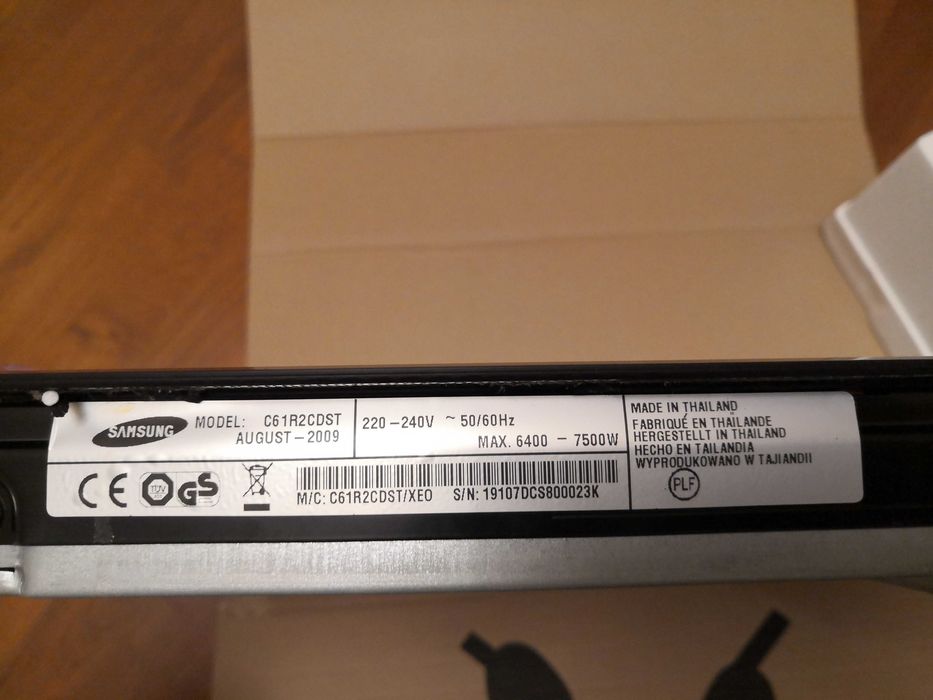 SAMSUNG
MODEL: C61R2CDST
AUGUST-2009
220-240V ~ 50/60Hz
MAX. 6400 - 7500W
CE TÜV GS
M/C: C61R2CDST/XEO S/N: 19107DCS800023K
MADE IN THAILAND
FABRIQUÉ EN THAILANDE
HERGESTELLT IN THAILAND
HECHO EN TAILANDIA
WYPRODUKOWANO W TAJIANDII
PLF